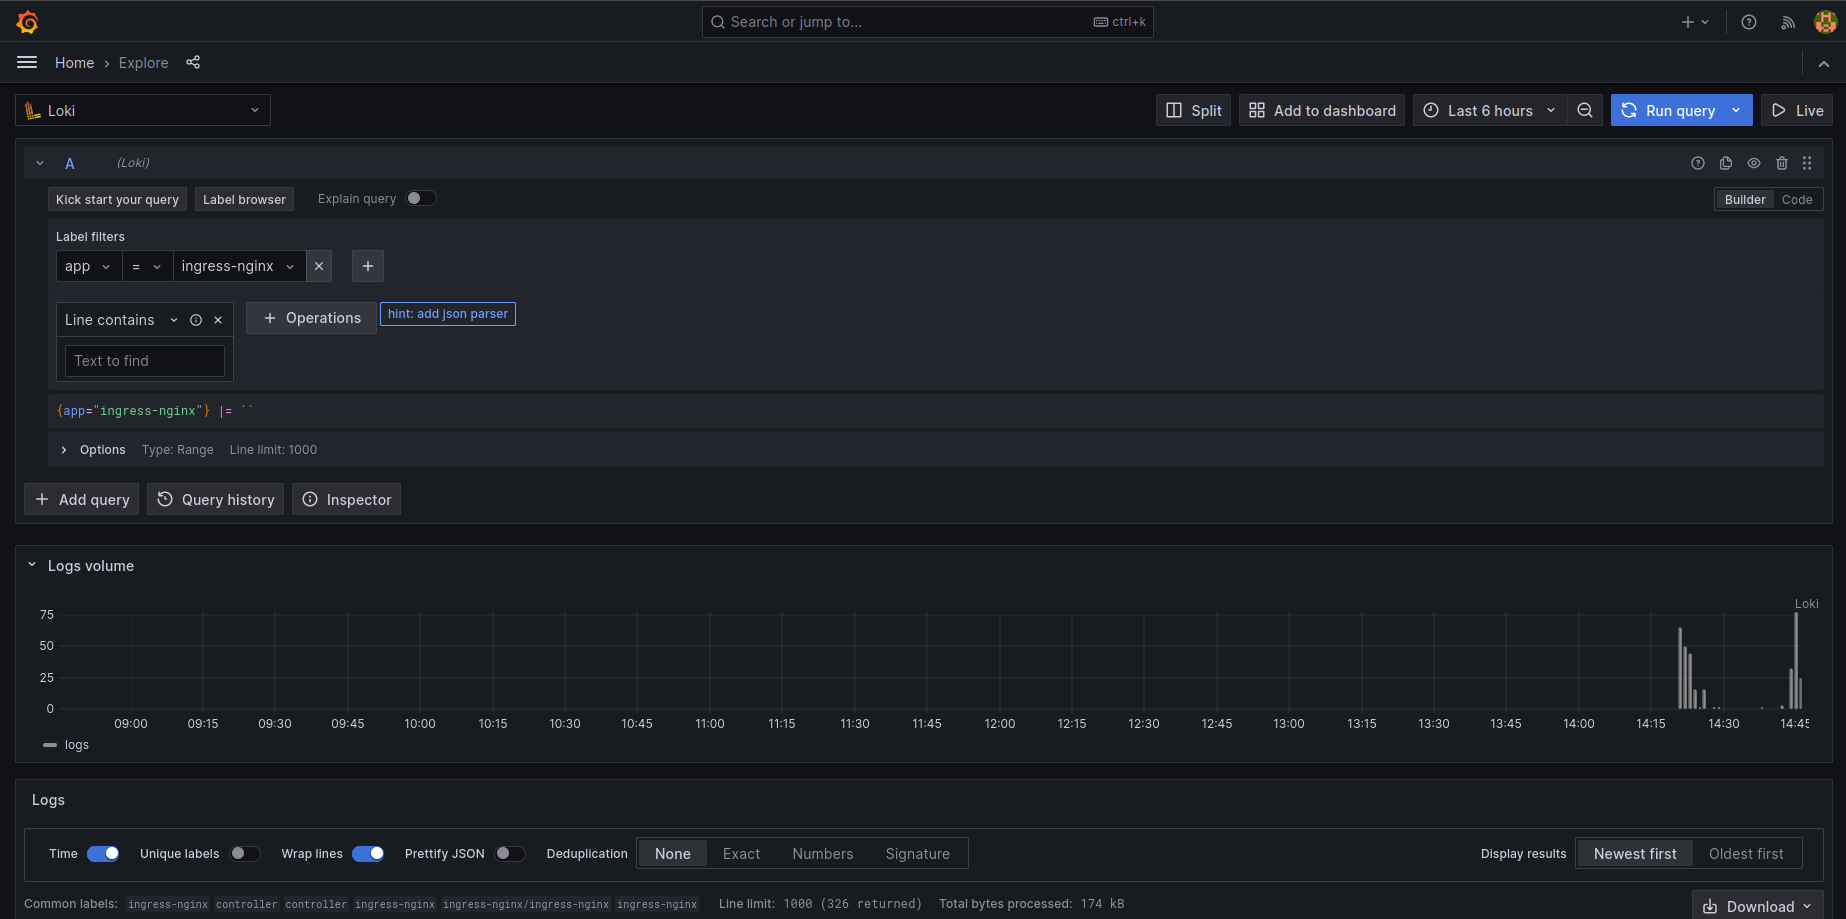 Search or jump to... ctrl+k
Home › Explore
Loki Split Add to dashboard Last 6 hours Run query Live
A (Loki)
Kick start your query Label browser Explain query Builder Code
Label filters
app = ingress-nginx
Line contains Operations hint: add json parser
Text to find
{app="ingress-nginx"} |= ``
Options Type: Range Line limit: 1000
Add query Query history Inspector
Logs volume
Loki
75
50
25
0
09:00 09:15 09:30 09:45 10:00 10:15 10:30 10:45 11:00 11:15 11:30 11:45 12:00 12:15 12:30 12:45 13:00 13:15 13:30 13:45 14:00 14:15 14:30 14:45
logs
Logs
Time Unique labels Wrap lines Prettify JSON Deduplication None Exact Numbers Signature Display results Newest first Oldest first
Common labels: ingress-nginx controller controller ingress-nginx ingress-nginx/ingress-nginx ingress-nginx Line limit: 1000 (326 returned) Total bytes processed: 174 kB Download